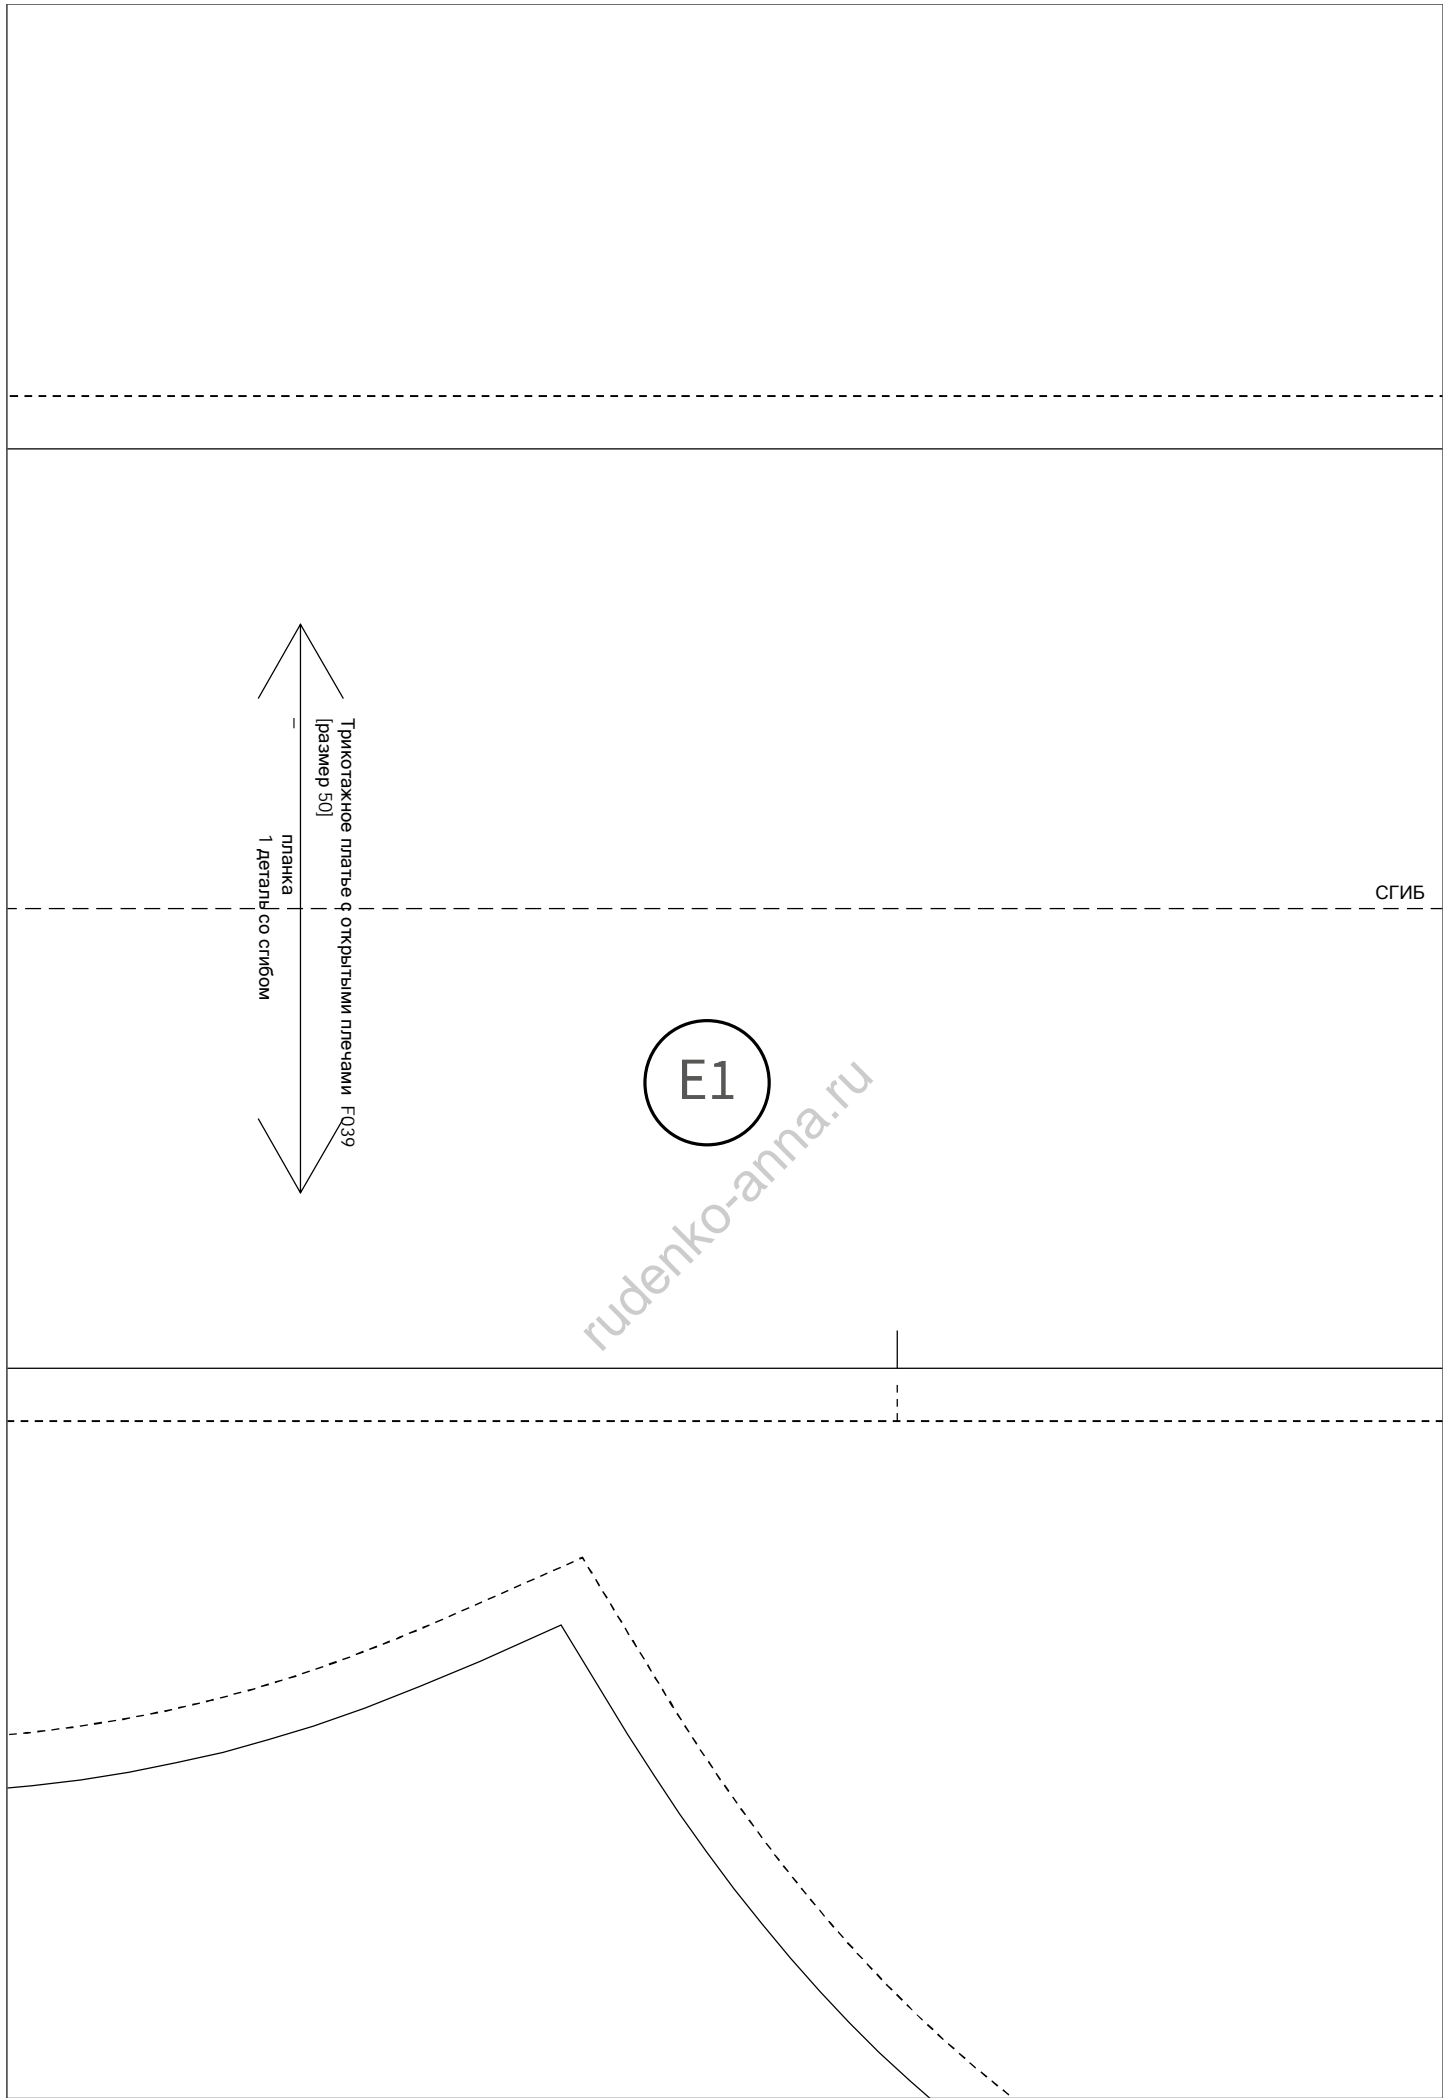 СГИБ
Трикотажное платье с открытыми плечами F039
[размер 50]
–
планка
1 деталь со сгибом
E1
rudenko-anna.ru